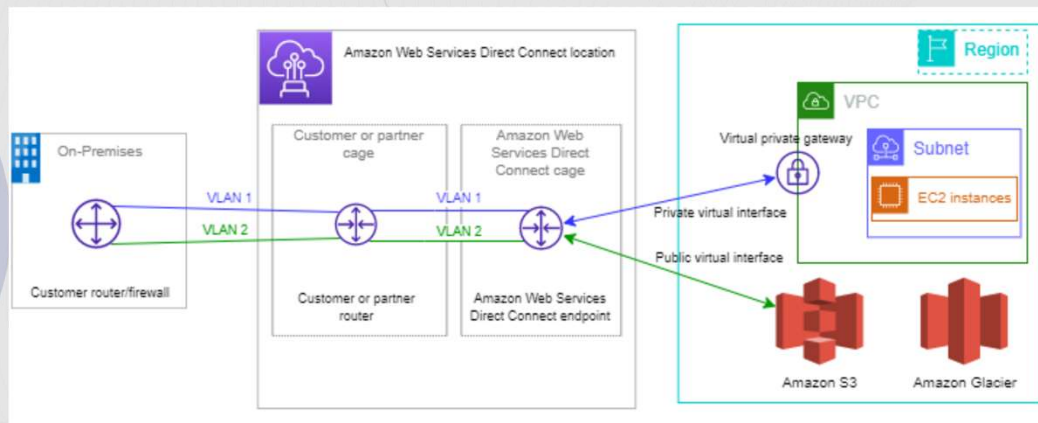 Amazon Web Services Direct Connect location
Region
VPC
On-Premises
Customer or partner
cage
Amazon Web
Services Direct
Connect cage
Virtual private gateway
Subnet
EC2 instances
VLAN 1
VLAN 1
VLAN 2
VLAN 2
Private virtual interface
Public virtual interface
Customer router/firewall
Customer or partner
router
Amazon Web Services
Direct Connect endpoint
Amazon S3
Amazon Glacier